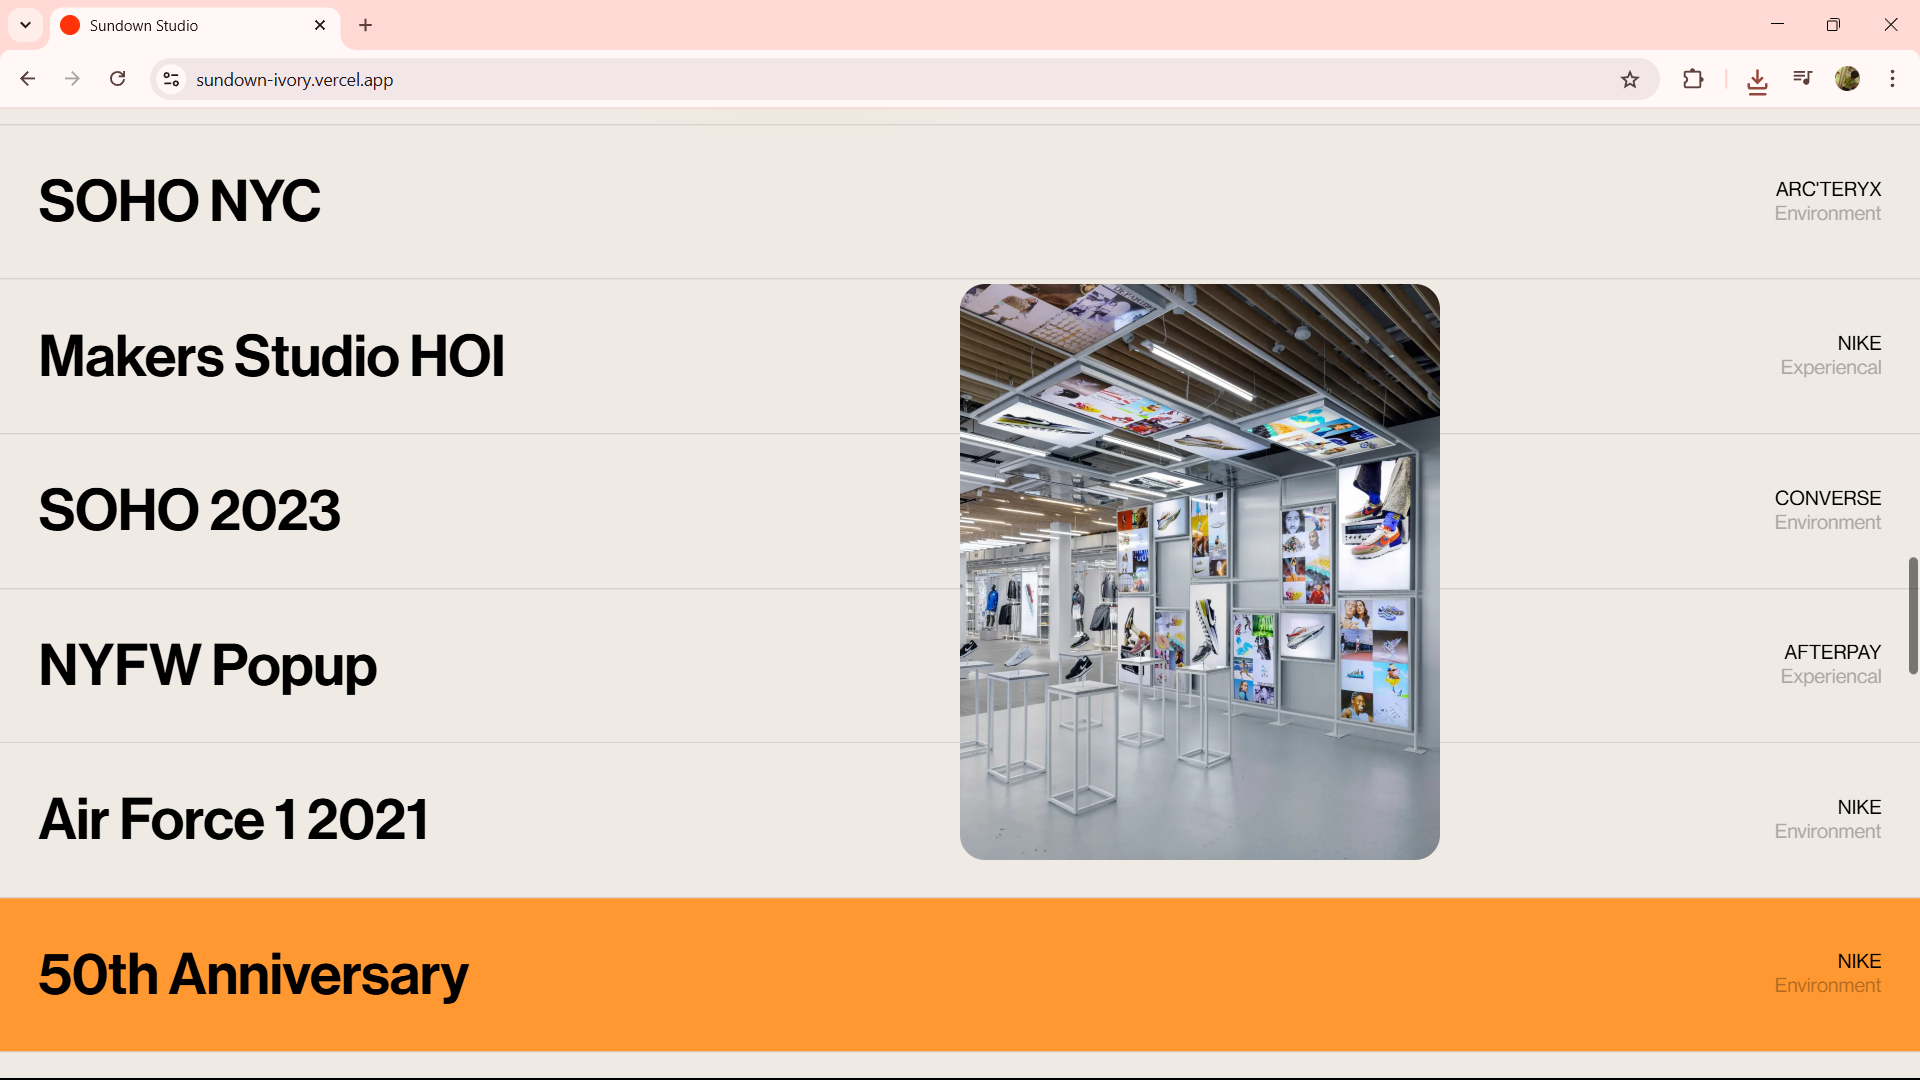 Sundown Studio
sundown-ivory.vercel.app
SOHO NYC
ARC'TERYX
Environment
Makers Studio HOI
NIKE
Experiencal
SOHO 2023
CONVERSE
Environment
NYFW Popup
AFTERPAY
Experiencal
Air Force 1 2021
NIKE
Environment
50th Anniversary
NIKE
Environment